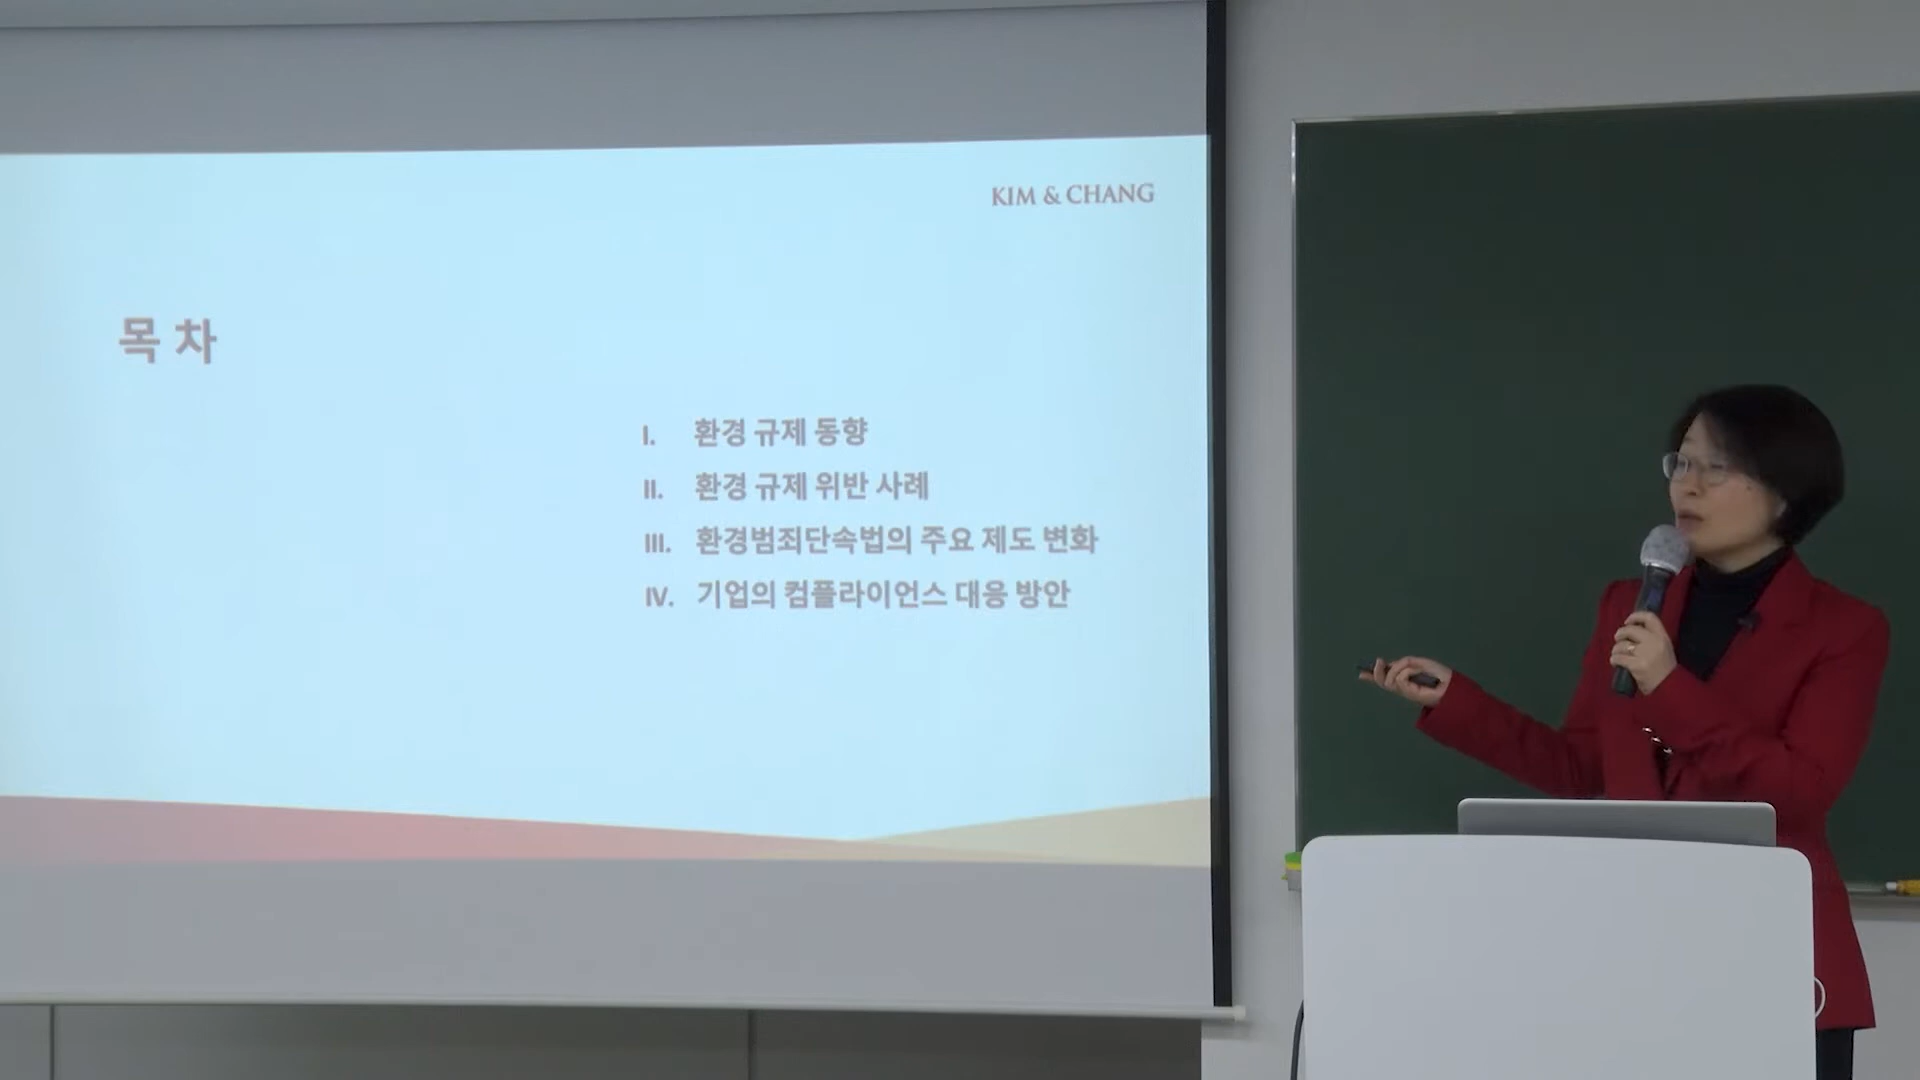 KIM & CHANG
목 차
I. 환경 규제 동향
II. 환경 규제 위반 사례
III. 환경범죄단속법의 주요 제도 변화
IV. 기업의 컴플라이언스 대응 방안